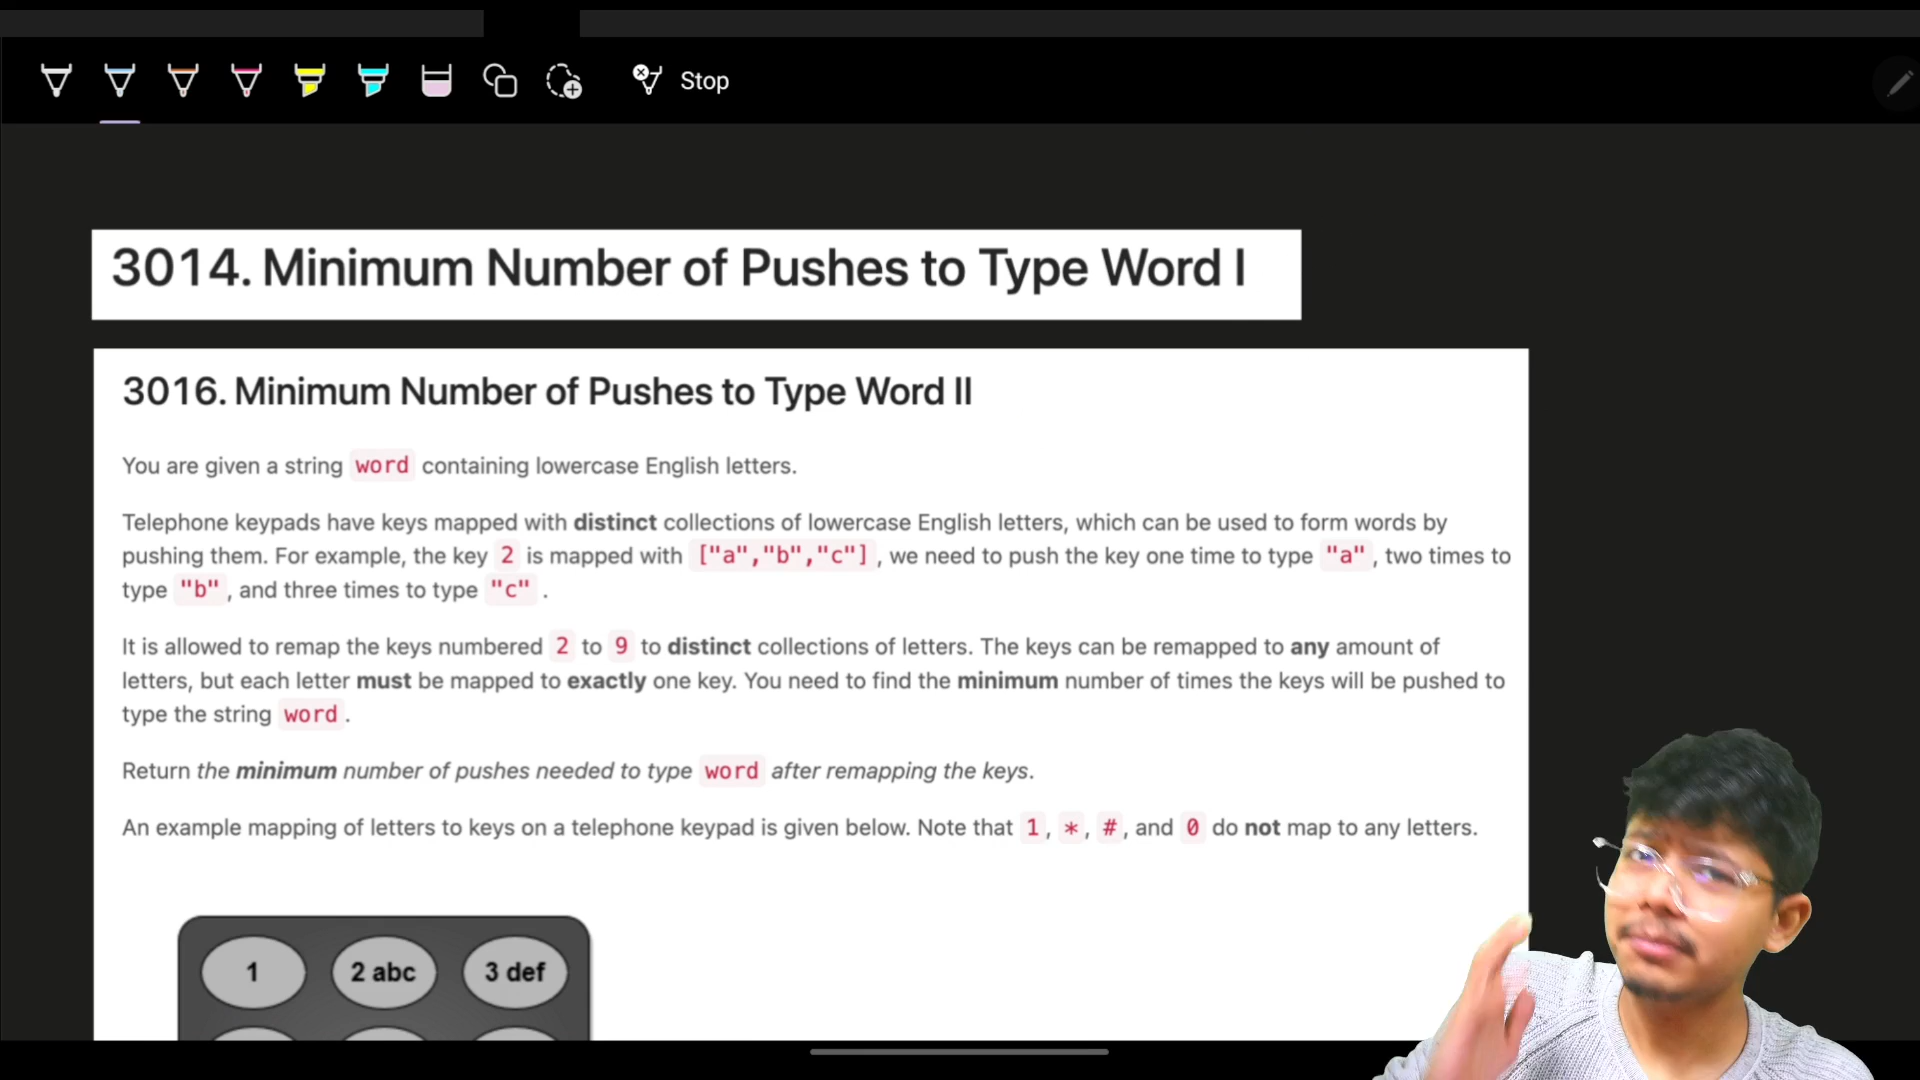 Stop
3014. Minimum Number of Pushes to Type Word I
3016. Minimum Number of Pushes to Type Word II
You are given a string word containing lowercase English letters.
Telephone keypads have keys mapped with distinct collections of lowercase English letters, which can be used to form words by
pushing them. For example, the key 2 is mapped with ["a","b","c"] , we need to push the key one time to type "a" , two times to
type "b" , and three times to type "c" .
It is allowed to remap the keys numbered 2 to 9 to distinct collections of letters. The keys can be remapped to any amount of
letters, but each letter must be mapped to exactly one key. You need to find the minimum number of times the keys will be pushed to
type the string word .
Return the minimum number of pushes needed to type word after remapping the keys.
An example mapping of letters to keys on a telephone keypad is given below. Note that 1 , * , # , and 0 do not map to any letters.
1 2 abc 3 def